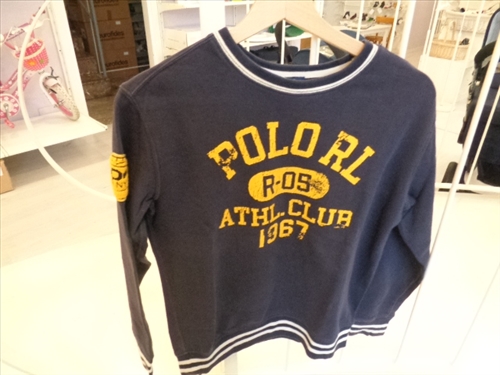 POLO RL
R-05
ATHL. CLUB
1967